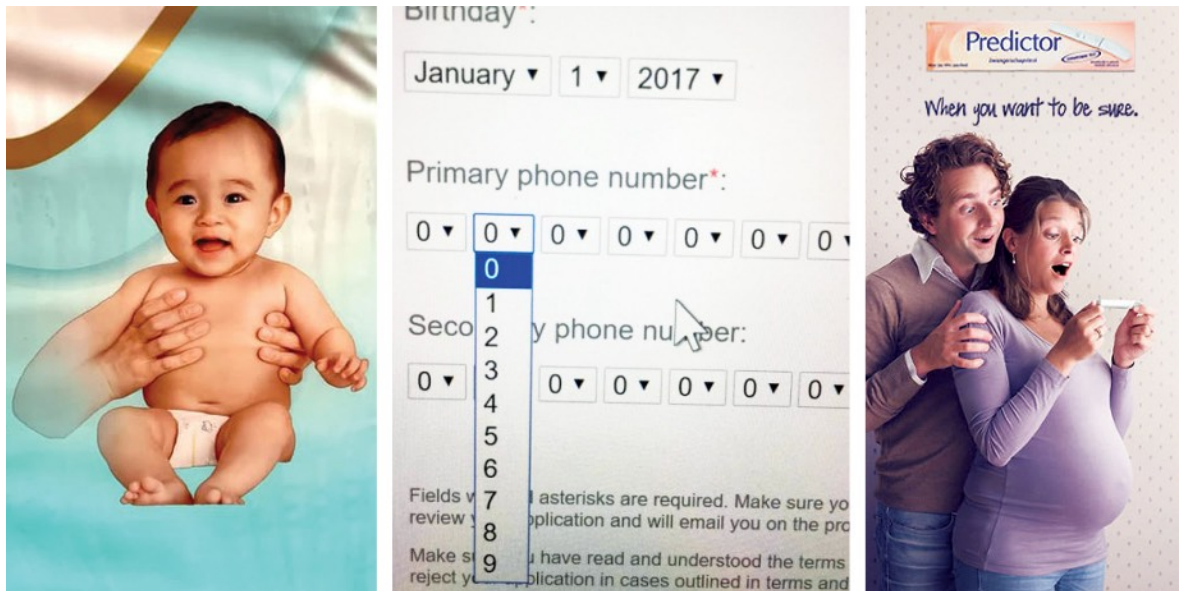 Birthday*:
January ▼ 1 ▼ 2017 ▼
Primary phone number*:
0 ▼ 0 ▼ 0 ▼ 0 ▼ 0 ▼ 0 ▼ 0
0
1
2
3
4
5
6
7
8
9
Seco y phone nu ber:
0 ▼ 0 ▼ 0 ▼ 0 ▼ 0 ▼ 0 ▼
Fields w asterisks are required. Make sure yo
review y pplication and will email you on the pro
Make su have read and understood the terms
reject yo plication in cases outlined in terms and
Predictor
When you want to be sure.